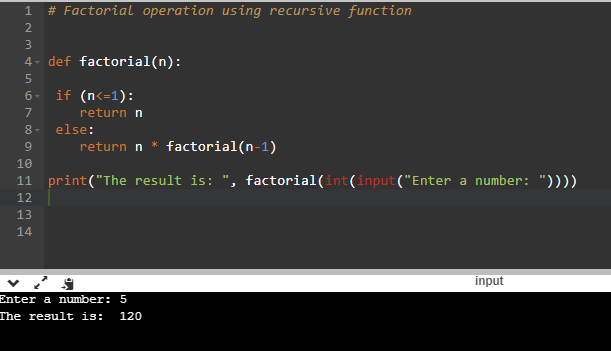 1 # Factorial operation using recursive function
2
3
4 def factorial(n):
5
6 if (n<=1):
7 return n
8 else:
9 return n * factorial(n-1)
10
11 print("The result is: ", factorial(int(input("Enter a number: "))))
12
13
14
input
Enter a number: 5
The result is:  120